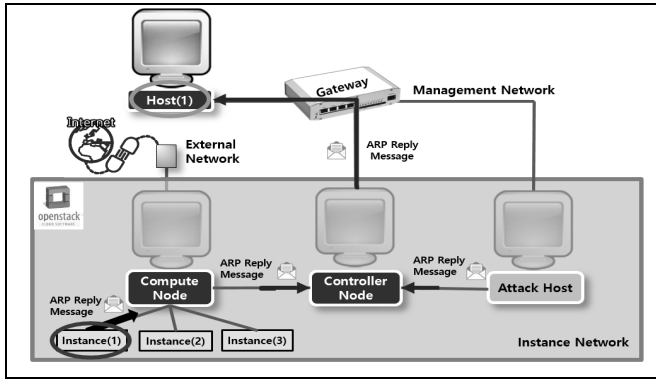 Gateway
Management Network
Host(1)
Internet
External
Network
ARP Reply
Message
openstack
CLOUD SOFTWARE
ARP Reply
Message
ARP Reply
Message
Compute
Node
Controller
Node
Attack Host
ARP Reply
Message
Instance(1)
Instance(2)
Instance(3)
Instance Network